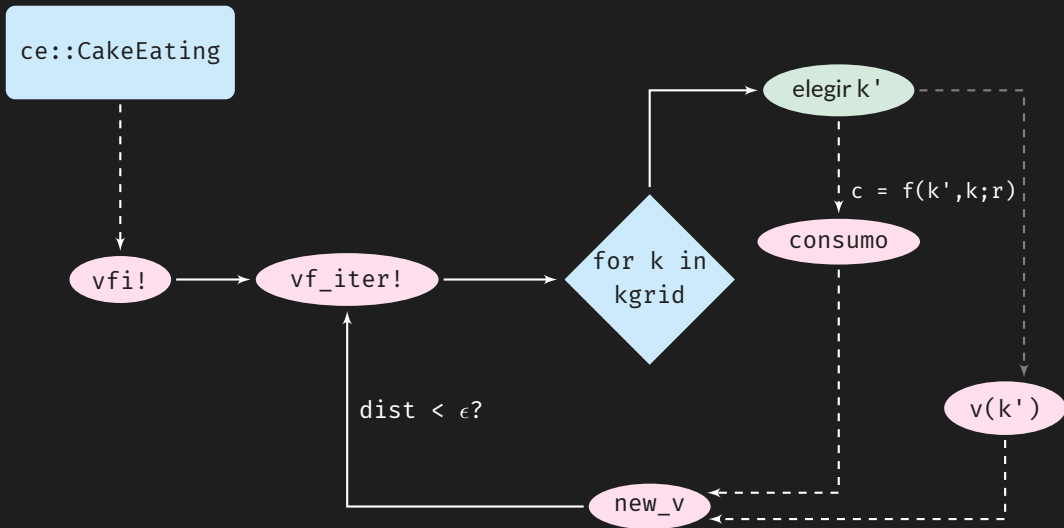 ce::CakeEating
elegir k'
c = f(k',k;r)
consumo
vfi!
vf_iter!
for k in
kgrid
dist < ϵ?
v(k')
new_v